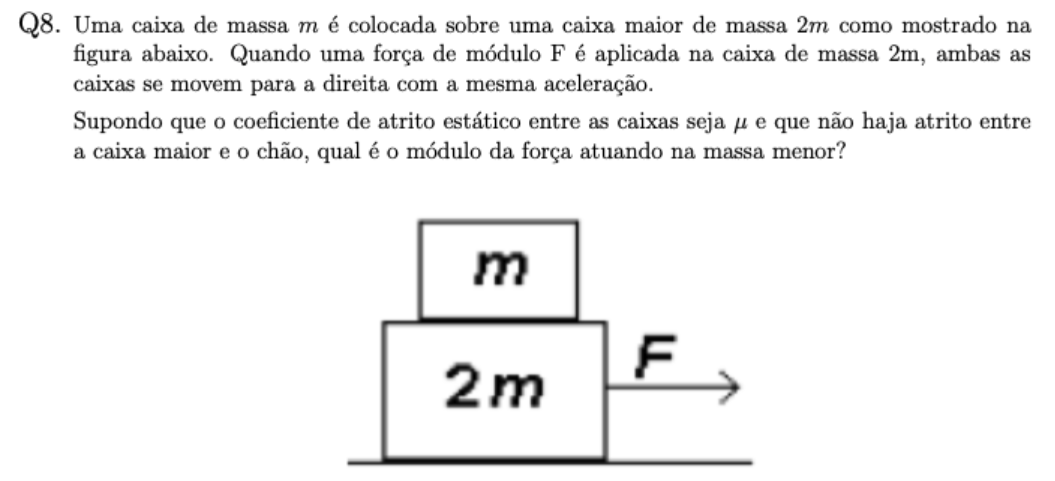 Q8. Uma caixa de massa m é colocada sobre uma caixa maior de massa 2m como mostrado na
figura abaixo. Quando uma força de módulo F é aplicada na caixa de massa 2m, ambas as
caixas se movem para a direita com a mesma aceleração.
Supondo que o coeficiente de atrito estático entre as caixas seja μ e que não haja atrito entre
a caixa maior e o chão, qual é o módulo da força atuando na massa menor?
m
F
2m